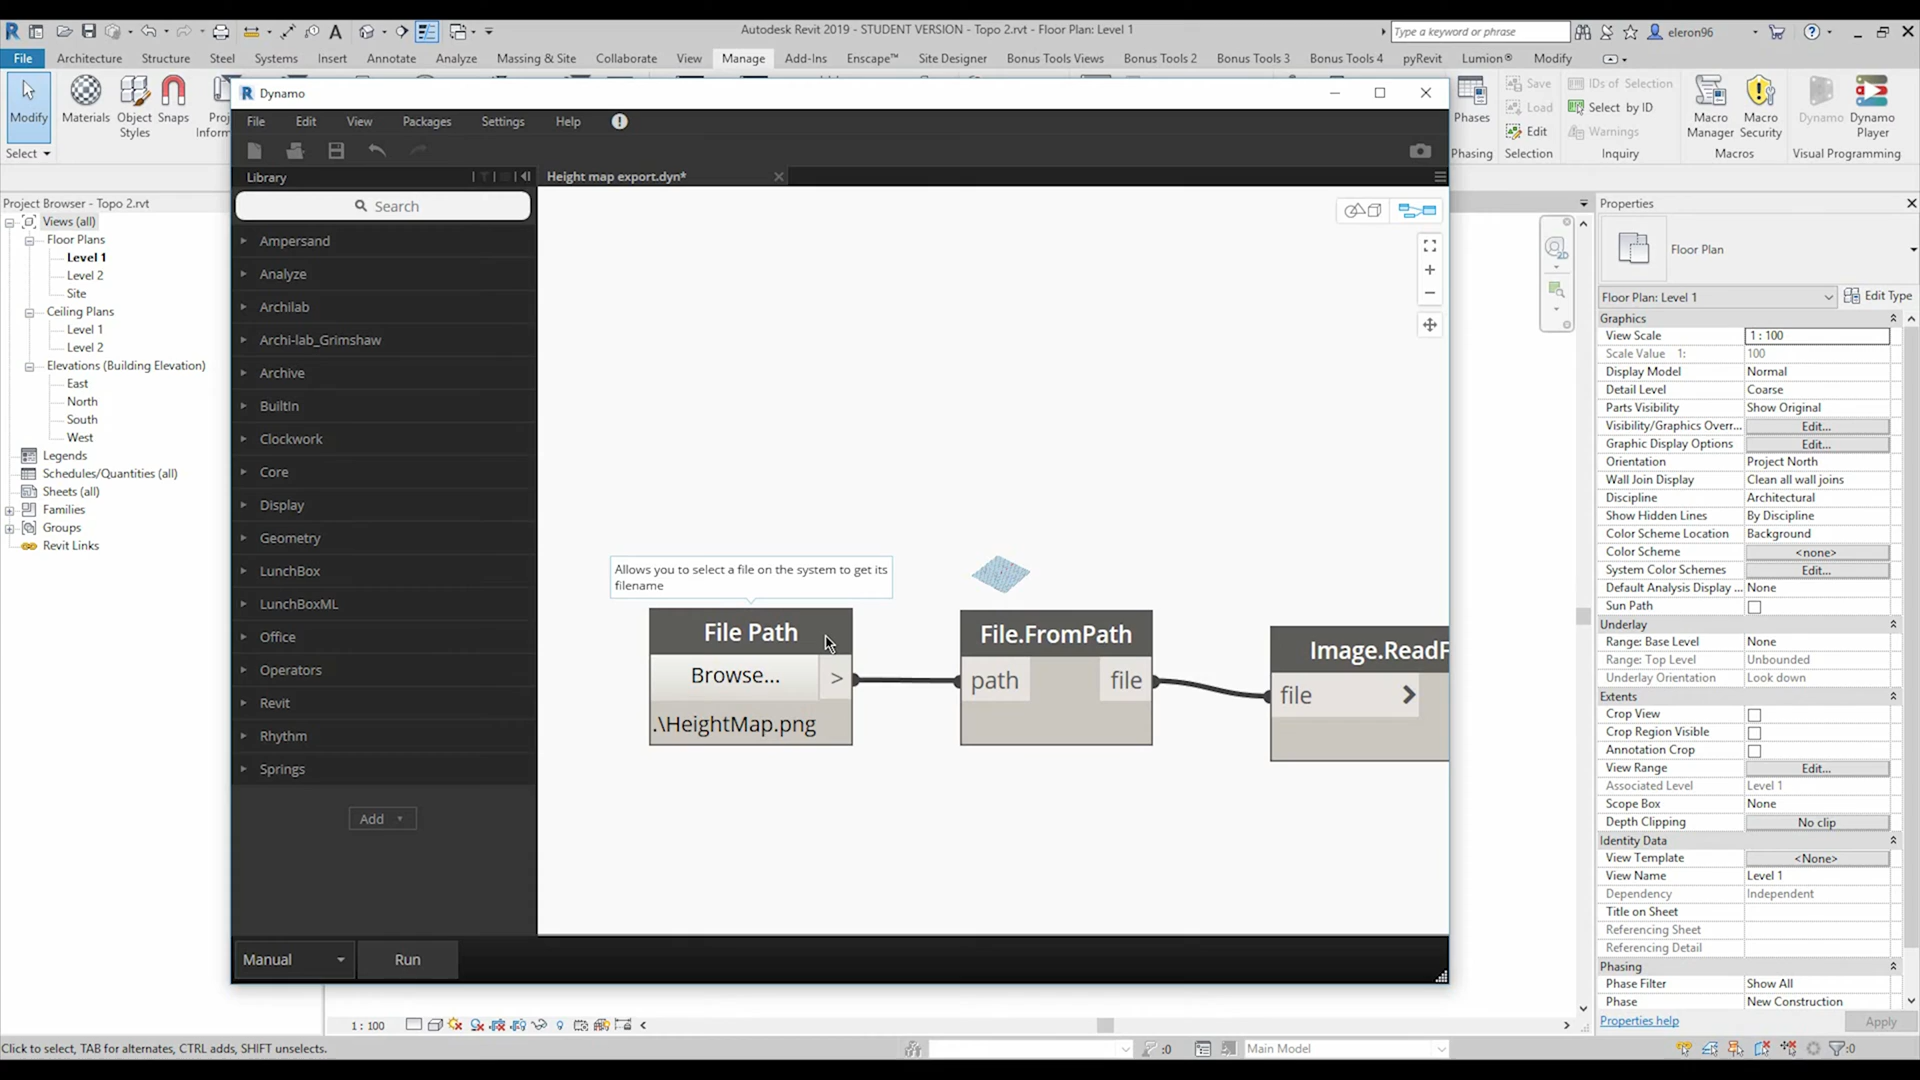 Autodesk Revit 2019 - STUDENT VERSION - Topo 2.rvt - Floor Plan: Level 1
Type a keyword or phrase
eleron96
File
Architecture
Structure
Steel
Systems
Insert
Annotate
Analyze
Massing & Site
Collaborate
View
Manage
Add-Ins
Enscape™
Site Designer
Bonus Tools Views
Bonus Tools 2
Bonus Tools 3
Bonus Tools 4
pyRevit
Lumion®
Modify
Modify
Materials
Object
Styles
Snaps
Select
Phases
Phasing
Save
Load
Edit
Selection
IDs of Selection
Select by ID
Warnings
Inquiry
Macro
Manager
Macro
Security
Macros
Dynamo
Dynamo
Player
Visual Programming
Dynamo
File
Edit
View
Packages
Settings
Help
Library
Height map export.dyn*
Search
Ampersand
Analyze
Archilab
Archi-lab_Grimshaw
Archive
BuiltIn
Clockwork
Core
Display
Geometry
LunchBox
LunchBoxML
Office
Operators
Revit
Rhythm
Springs
Add
Manual
Run
Allows you to select a file on the system to get its
filename
File Path
Browse...
>
.\HeightMap.png
File.FromPath
path
file
Image.ReadF
file
Project Browser - Topo 2.rvt
Views (all)
Floor Plans
Level 1
Level 2
Site
Ceiling Plans
Level 1
Level 2
Elevations (Building Elevation)
East
North
South
West
Legends
Schedules/Quantities (all)
Sheets (all)
Families
Groups
Revit Links
Properties
Floor Plan
Floor Plan: Level 1
Edit Type
Graphics
View Scale 1 : 100
Scale Value 1: 100
Display Model Normal
Detail Level Coarse
Parts Visibility Show Original
Visibility/Graphics Overr... Edit...
Graphic Display Options Edit...
Orientation Project North
Wall Join Display Clean all wall joins
Discipline Architectural
Show Hidden Lines By Discipline
Color Scheme Location Background
Color Scheme <none>
System Color Schemes Edit...
Default Analysis Display ... None
Sun Path
Underlay
Range: Base Level None
Range: Top Level Unbounded
Underlay Orientation Look down
Extents
Crop View
Crop Region Visible
Annotation Crop
View Range Edit...
Associated Level Level 1
Scope Box None
Depth Clipping No clip
Identity Data
View Template <None>
View Name Level 1
Dependency Independent
Title on Sheet
Referencing Sheet
Referencing Detail
Phasing
Phase Filter Show All
Phase New Construction
Properties help
Apply
1 : 100
Click to select, TAB for alternates, CTRL adds, SHIFT unselects.
:0
Main Model
:0